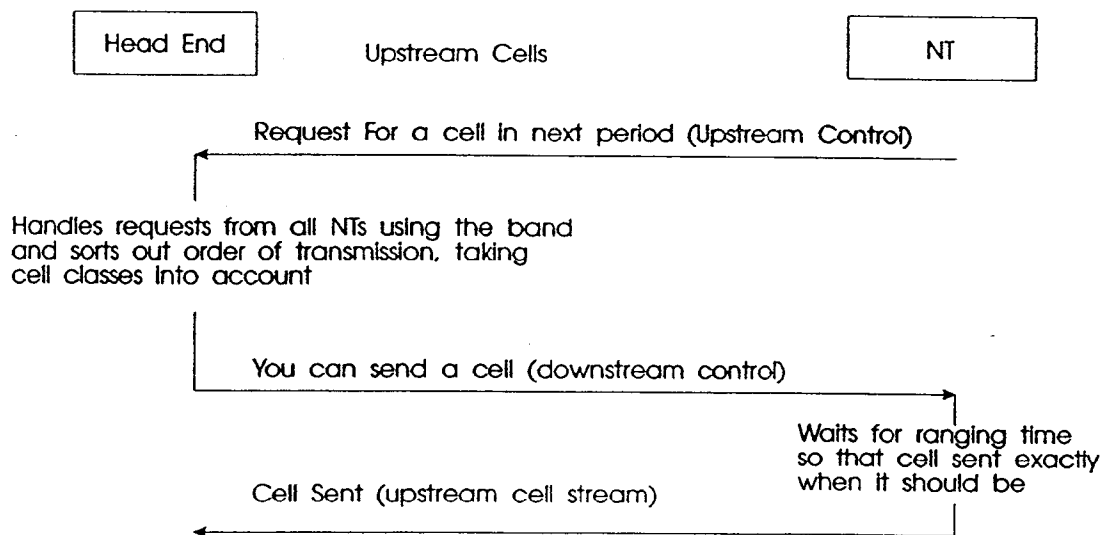 Head End
Upstream Cells
NT
Request For a cell in next period (Upstream Control)
Handles requests from all NTs using the band
and sorts out order of transmission, taking
cell classes into account
You can send a cell (downstream control)
Waits for ranging time
so that cell sent exactly
when it should be
Cell Sent (upstream cell stream)